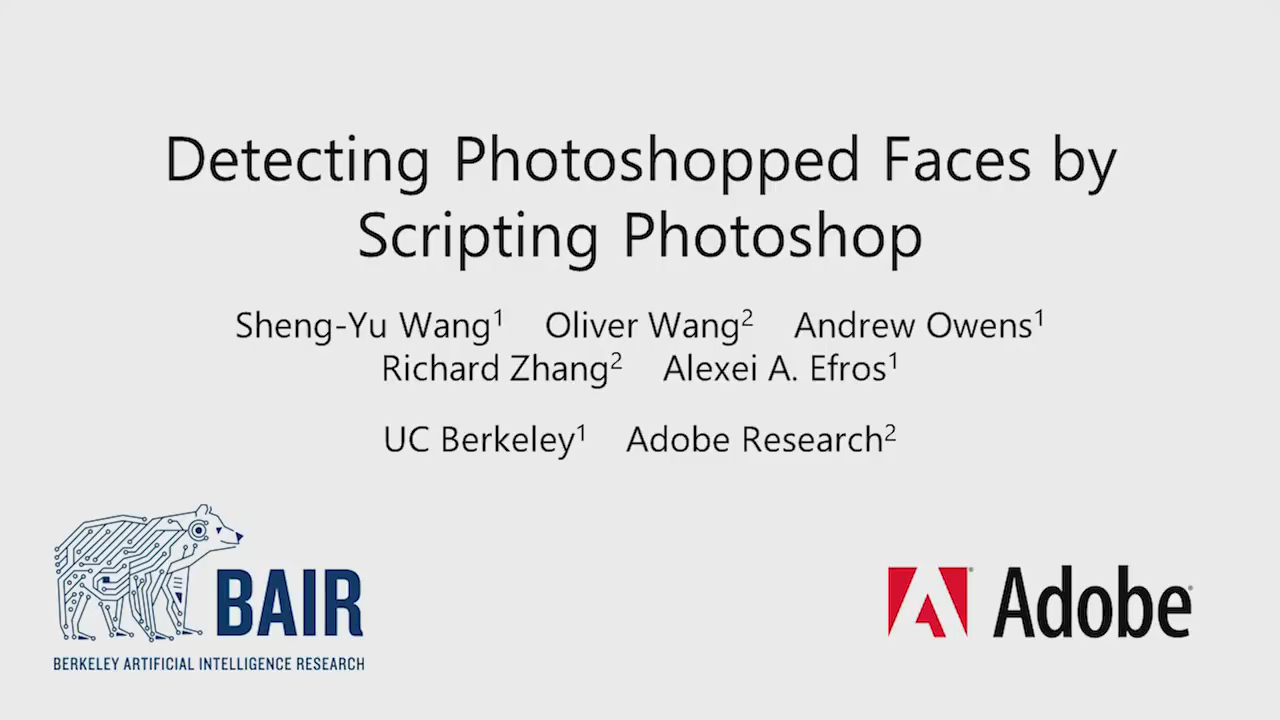 Detecting Photoshopped Faces by
Scripting Photoshop
Sheng-Yu Wang¹ Oliver Wang² Andrew Owens¹
Richard Zhang² Alexei A. Efros¹
UC Berkeley¹ Adobe Research²
BAIR
BERKELEY ARTIFICIAL INTELLIGENCE RESEARCH
Adobe